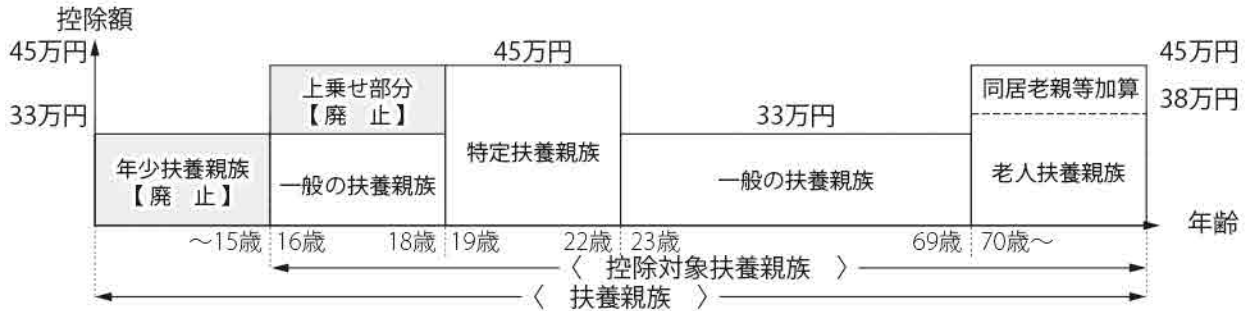 控除額
45万円
45万円
45万円
上乗せ部分
【廃 止】
同居老親等加算
38万円
33万円
33万円
年少扶養親族
【廃 止】
一般の扶養親族
特定扶養親族
一般の扶養親族
老人扶養親族
年齢
～15歳
16歳
18歳
19歳
22歳
23歳
69歳
70歳～
〈 控除対象扶養親族 〉
〈 扶養親族 〉